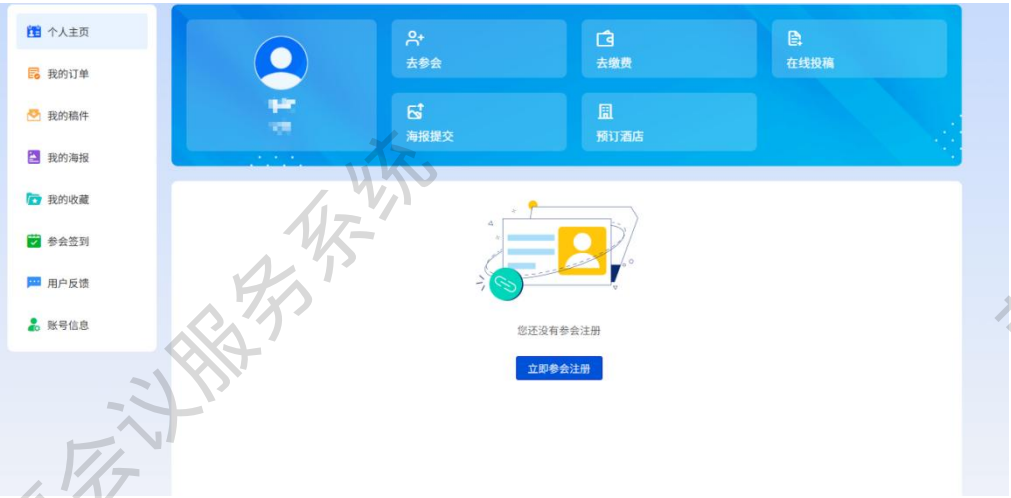 个人主页
我的订单
我的稿件
我的海报
我的收藏
参会签到
用户反馈
账号信息
去参会
去缴费
在线投稿
海报提交
预订酒店
您还没有参会注册
立即参会注册
会议服务系统